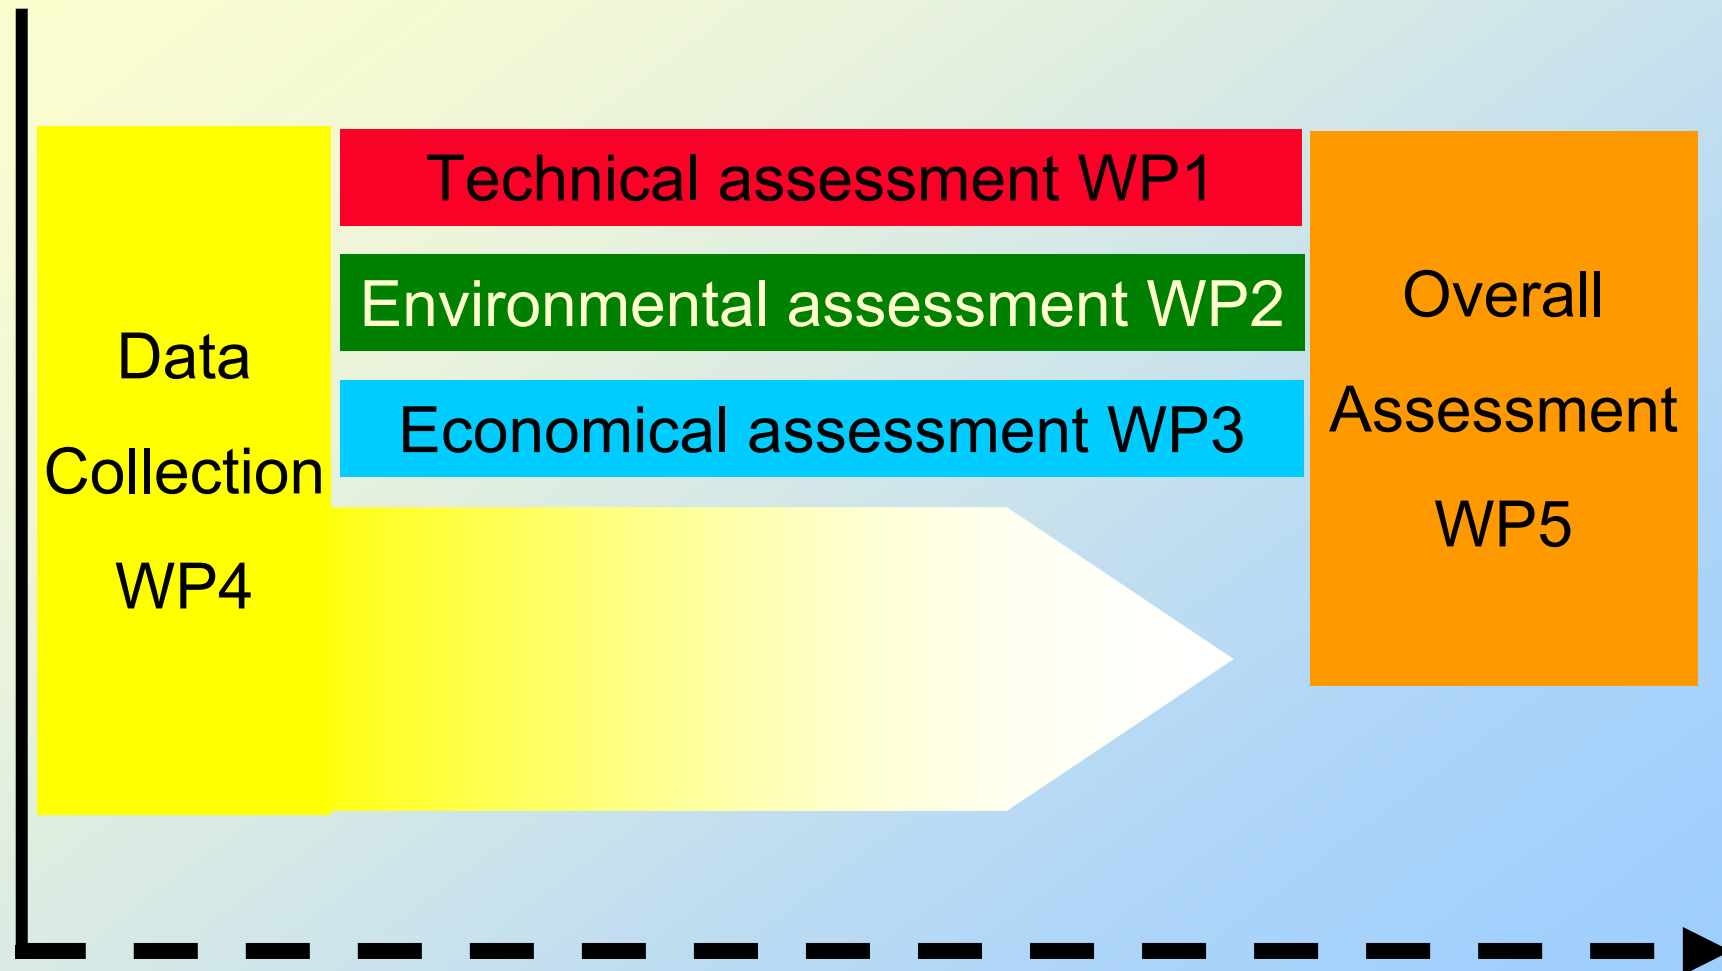 Data
Collection
WP4
Technical assessment WP1
Environmental assessment WP2
Economical assessment WP3
Overall
Assessment
WP5